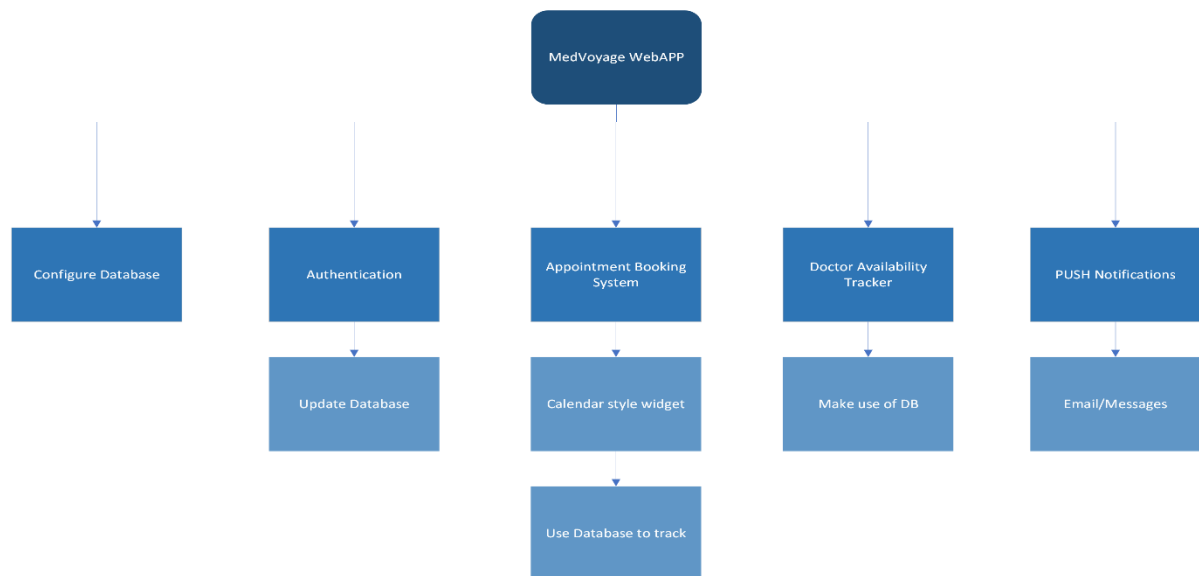 MedVoyage WebAPP
Configure Database
Authentication
Appointment Booking
System
Doctor Availability
Tracker
PUSH Notifications
Update Database
Calendar style widget
Make use of DB
Email/Messages
Use Database to track